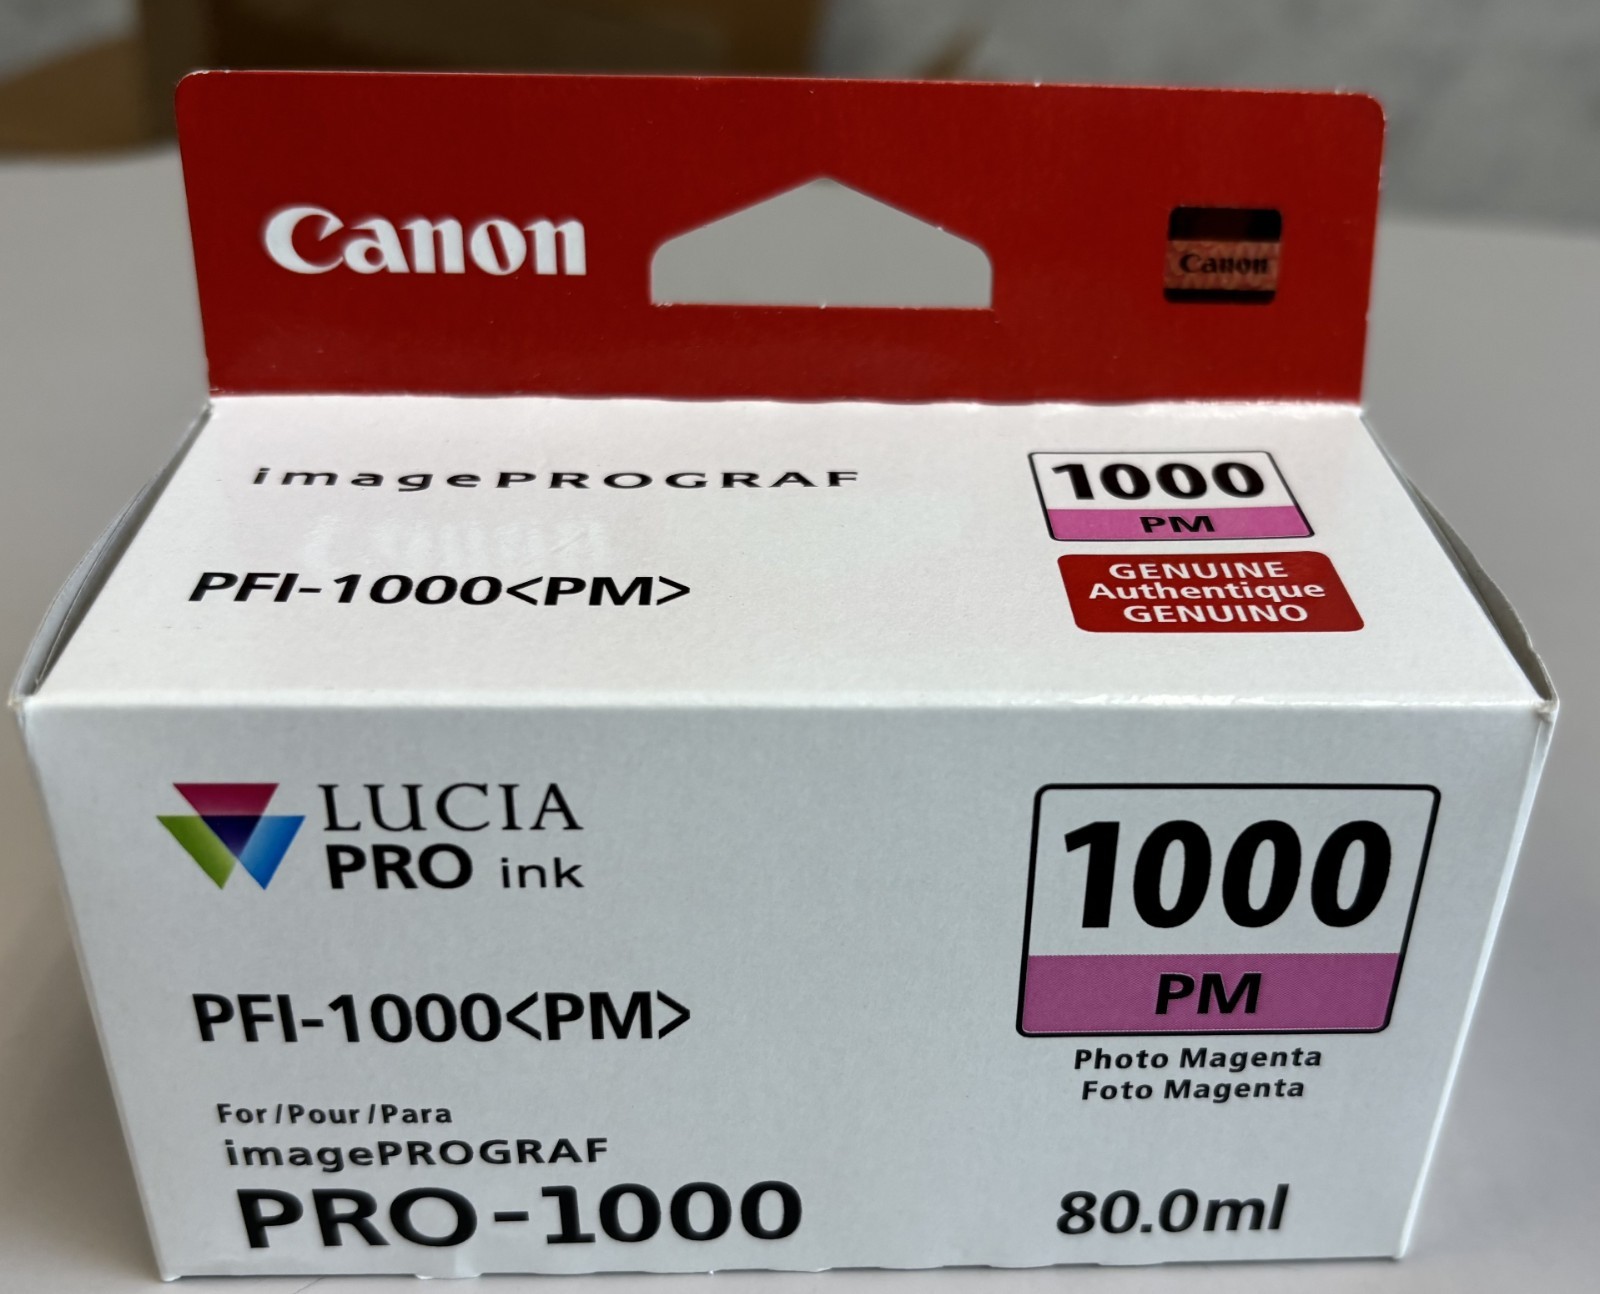 Canon
Canon
imagePROGRAF
1000
PM
PFI-1000<PM>
GENUINE
Authentique
GENUINO
LUCIA
PRO ink
1000
PM
PFI-1000<PM>
Photo Magenta
Foto Magenta
For/Pour/Para
imagePROGRAF
PRO-1000
80.0ml